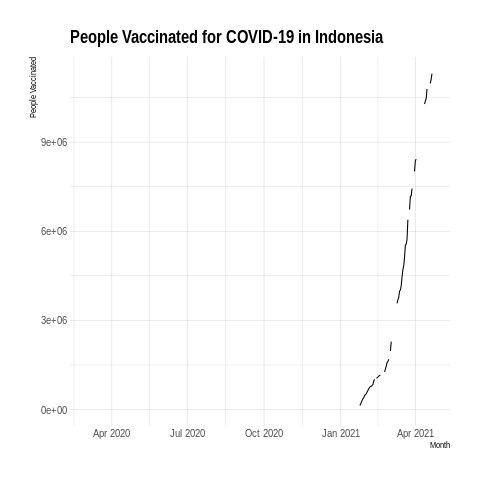 People Vaccinated for COVID-19 in Indonesia
People Vaccinated
9e+06
6e+06
3e+06
0e+00
Apr 2020 Jul 2020 Oct 2020 Jan 2021 Apr 2021
Month